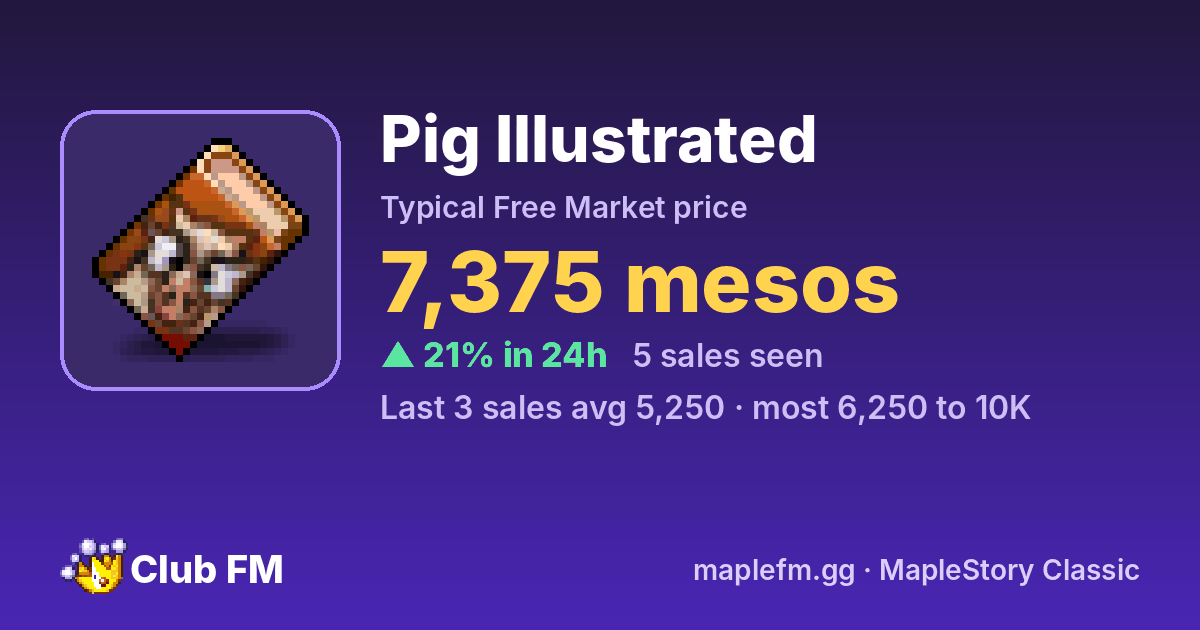 Pig Illustrated
Typical Free Market price
7,375 mesos
▲ 21% in 24h 5 sales seen
Last 3 sales avg 5,250 · most 6,250 to 10K
Club FM
maplefm.gg · MapleStory Classic